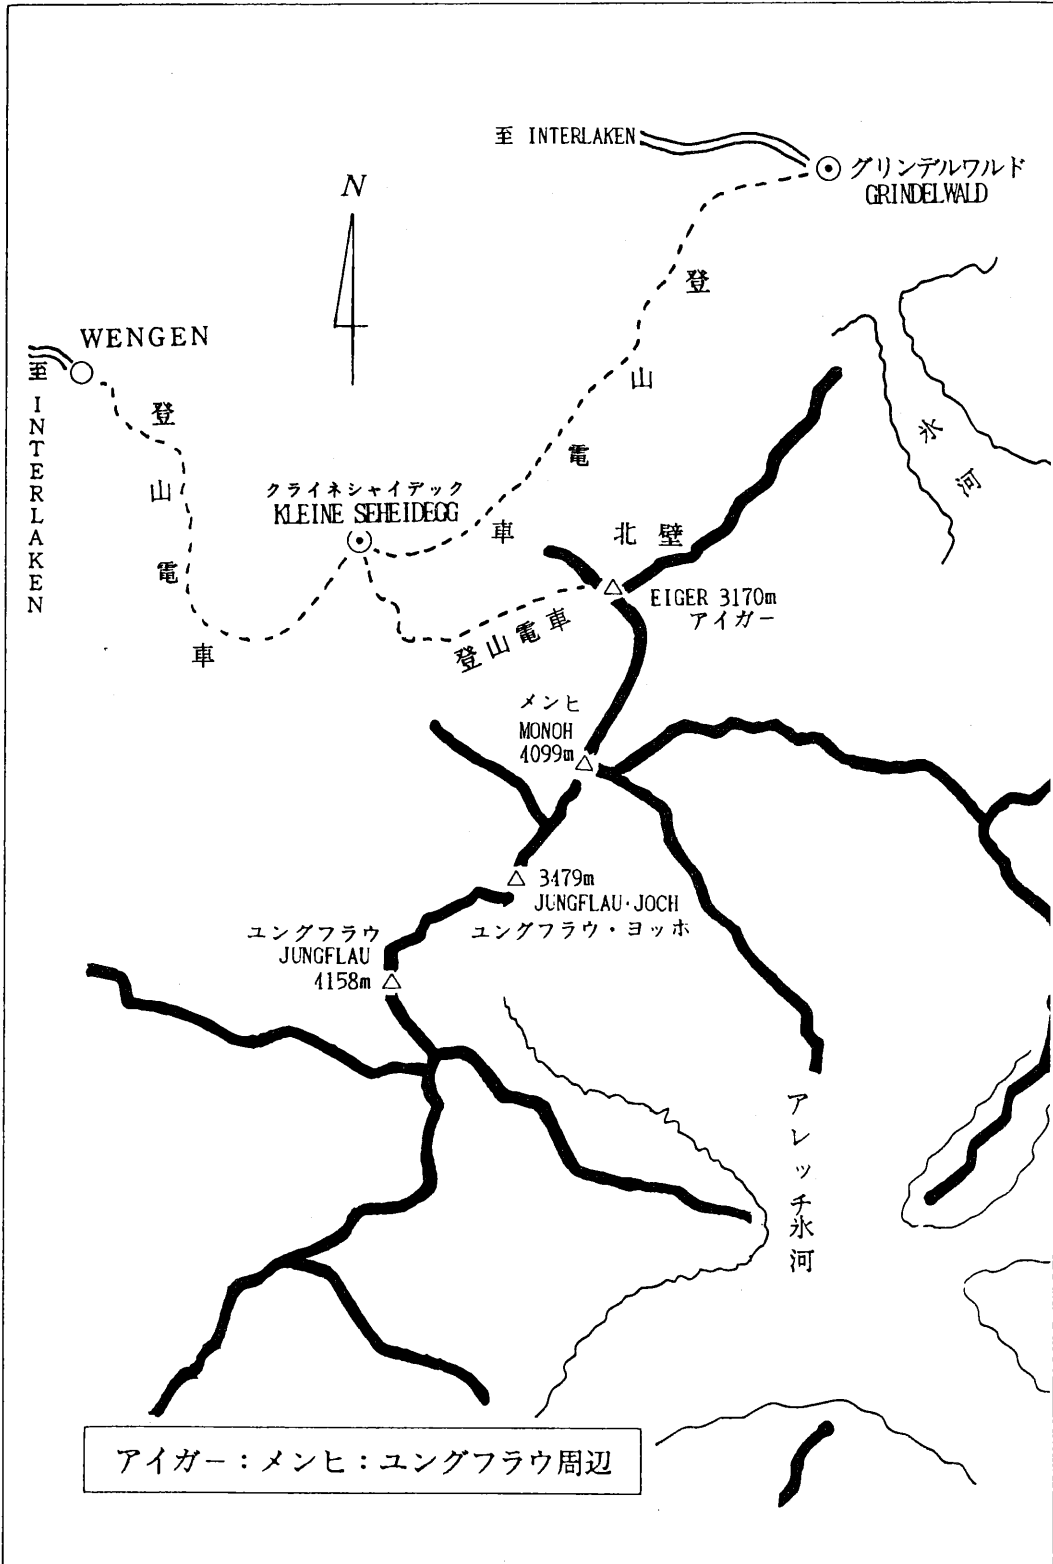 至 INTERLAKEN
グリンデルワルド
GRINDELWALD
N
登山電車
WENGEN
至 INTERLAKEN
登山電車
氷河
クライネシャイデック
KLEINE SEHEIDEGG
北壁
EIGER 3170m
アイガー
登山電車
メンヒ
MONOH
4099m
3479m
JUNGFLAU・JOCH
ユングフラウ・ヨッホ
ユングフラウ
JUNGFLAU
4158m
アレッチ氷河
アイガー：メンヒ：ユングフラウ周辺